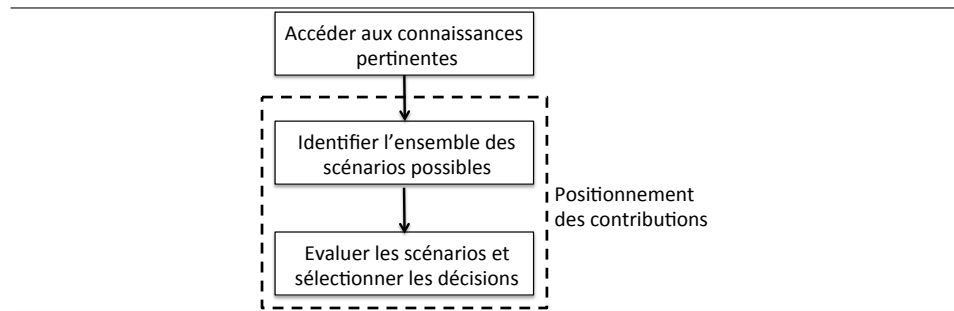 Accéder aux connaissances
pertinentes
Identifier l'ensemble des
scénarios possibles
Positionnement
des contributions
Evaluer les scénarios et
sélectionner les décisions